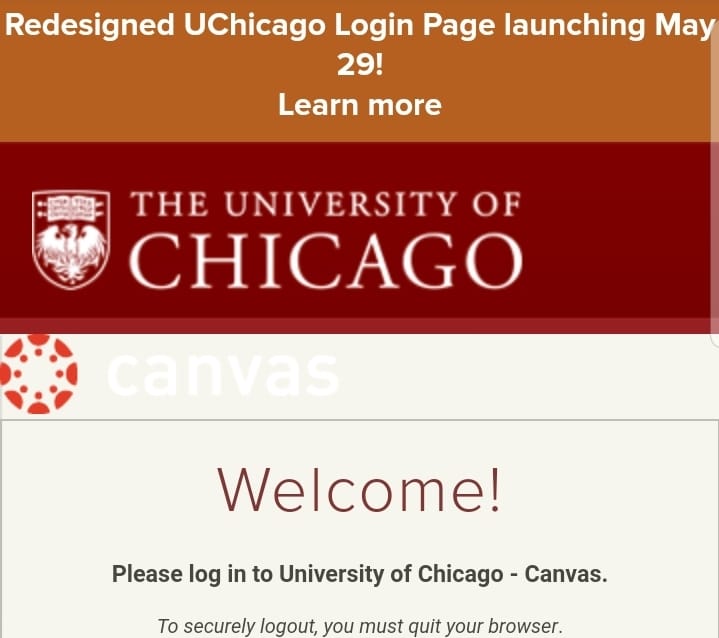 Redesigned UChicago Login Page launching May
29!
Learn more
THE UNIVERSITY OF
CHICAGO
canvas
Welcome!
Please log in to University of Chicago - Canvas.
To securely logout, you must quit your browser.